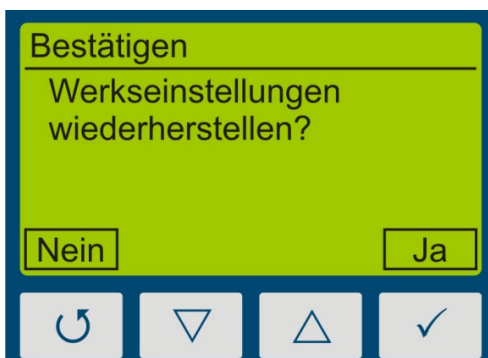 Bestätigen
Werkseinstellungen
wiederherstellen?
Nein
Ja